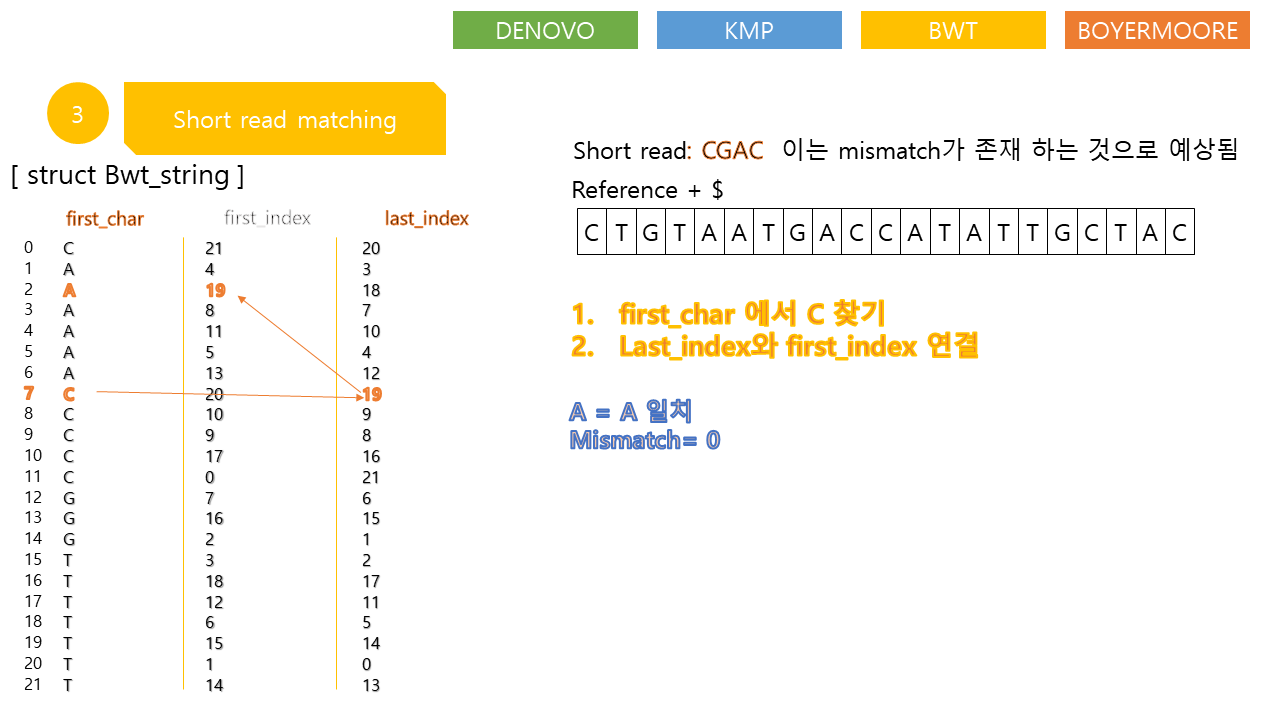 DENOVO KMP BWT BOYERMOORE
3 Short read matching
[ struct Bwt_string ]
first_char first_index last_index
0 C 21 20
1 A 4 3
2 A 19 18
3 A 8 7
4 A 11 10
5 A 5 4
6 A 13 12
7 C 20 19
8 C 10 9
9 C 9 8
10 C 17 16
11 C 0 21
12 G 7 6
13 G 16 15
14 G 2 1
15 T 3 2
16 T 18 17
17 T 12 11
18 T 6 5
19 T 15 14
20 T 1 0
21 T 14 13
Short read: CGAC 이는 mismatch가 존재 하는 것으로 예상됨
Reference + $
C T G T A A T G A C C A T A T T G C T A C
1. first_char 에서 C 찾기
2. Last_index와 first_index 연결
A = A 일치
Mismatch= 0